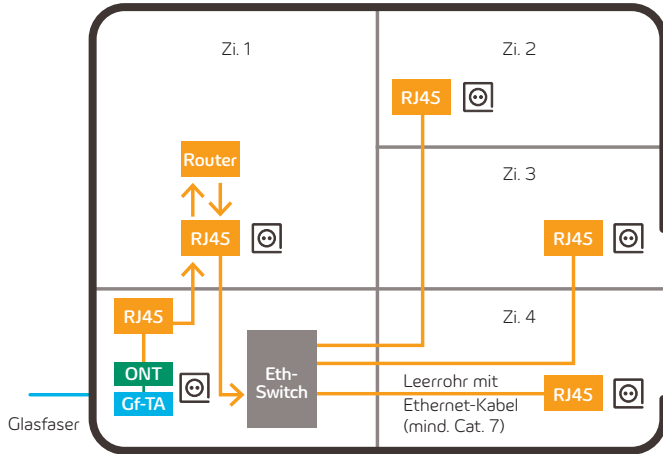 Zi. 1
Zi. 2
RJ45
Router
Zi. 3
RJ45
RJ45
RJ45
Zi. 4
ONT
Gf-TA
Eth-
Switch
Leerrohr mit
Ethernet-Kabel
(mind. Cat. 7)
RJ45
Glasfaser